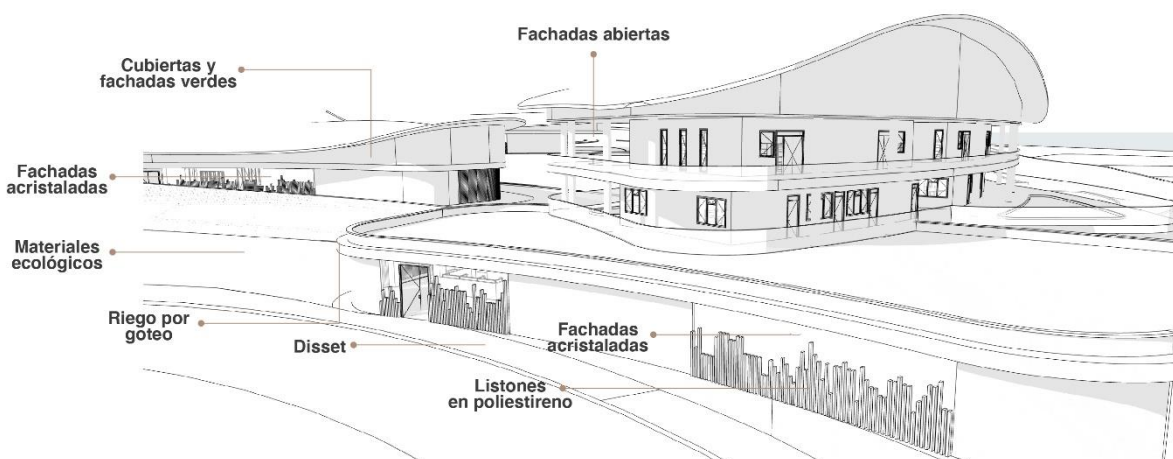 Fachadas abiertas
Cubiertas y
fachadas verdes
Fachadas
acristaladas
Materiales
ecológicos
Riego por
goteo
Disset
Fachadas
acristaladas
Listones
en poliestireno